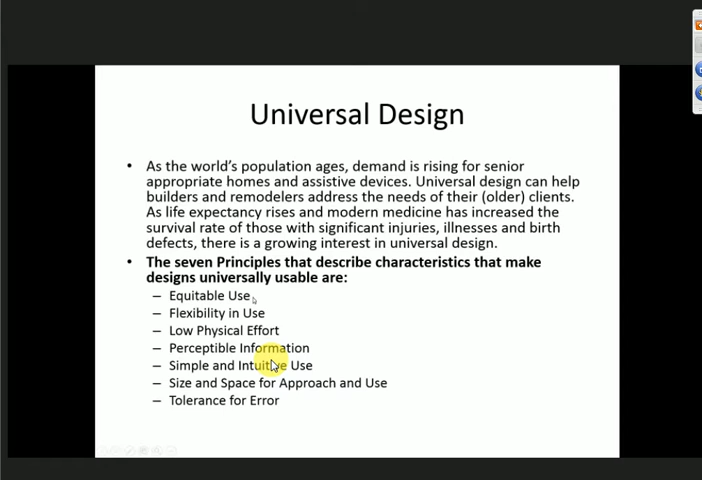 Universal Design
• As the world's population ages, demand is rising for senior
appropriate homes and assistive devices. Universal design can help
builders and remodelers address the needs of their (older) clients.
As life expectancy rises and modern medicine has increased the
survival rate of those with significant injuries, illnesses and birth
defects, there is a growing interest in universal design.
• The seven Principles that describe characteristics that make
designs universally usable are:
– Equitable Use
– Flexibility in Use
– Low Physical Effort
– Perceptible Information
– Simple and Intuitive Use
– Size and Space for Approach and Use
– Tolerance for Error